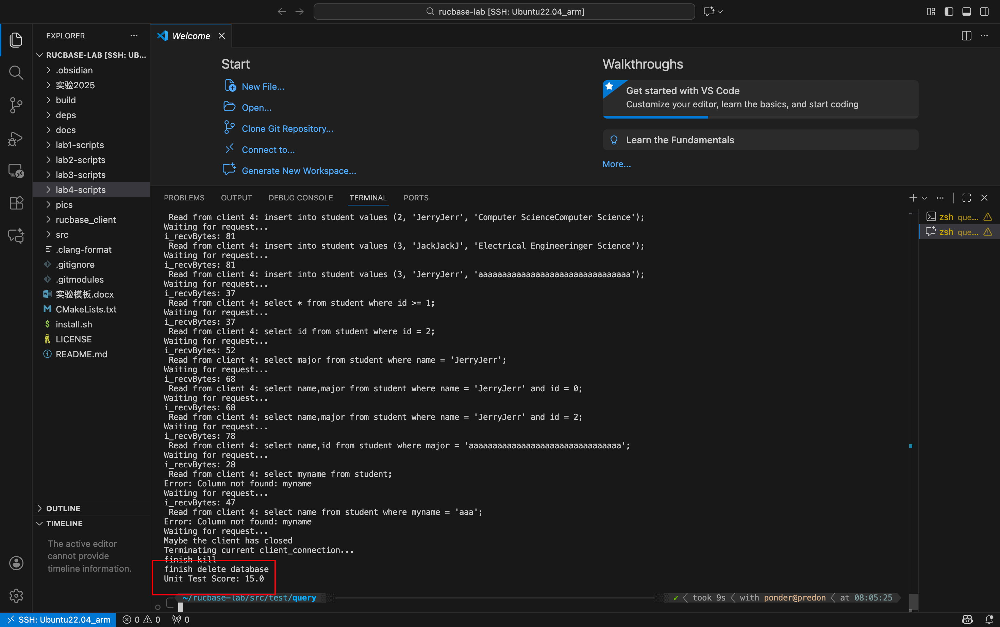 rucbase-lab [SSH: Ubuntu22.04_arm]
EXPLORER
RUCBASE-LAB [SSH: UB...
.obsidian
实验2025
build
deps
docs
lab1-scripts
lab2-scripts
lab3-scripts
lab4-scripts
pics
rucbase_client
src
.clang-format
.gitignore
.gitmodules
实验模板.docx
CMakeLists.txt
install.sh
LICENSE
README.md
OUTLINE
TIMELINE
The active editor
cannot provide
timeline information.
Welcome
Start
New File...
Open...
Clone Git Repository...
Connect to...
Generate New Workspace...
Walkthroughs
Get started with VS Code
Customize your editor, learn the basics, and start coding
Learn the Fundamentals
More...
PROBLEMS OUTPUT DEBUG CONSOLE TERMINAL PORTS
Read from client 4: insert into student values (2, 'JerryJerr', 'Computer ScienceComputer Science');
Waiting for request...
i_recvBytes: 81
Read from client 4: insert into student values (3, 'JackJackJ', 'Electrical Engineeringer Science');
Waiting for request...
i_recvBytes: 81
Read from client 4: insert into student values (3, 'JerryJerr', 'aaaaaaaaaaaaaaaaaaaaaaaaaaaaaaaa');
Waiting for request...
i_recvBytes: 37
Read from client 4: select * from student where id >= 1;
Waiting for request...
i_recvBytes: 37
Read from client 4: select id from student where id = 2;
Waiting for request...
i_recvBytes: 52
Read from client 4: select major from student where name = 'JerryJerr';
Waiting for request...
i_recvBytes: 68
Read from client 4: select name,major from student where name = 'JerryJerr' and id = 0;
Waiting for request...
i_recvBytes: 68
Read from client 4: select name,major from student where name = 'JerryJerr' and id = 2;
Waiting for request...
i_recvBytes: 78
Read from client 4: select name,id from student where major = 'aaaaaaaaaaaaaaaaaaaaaaaaaaaaaaaa';
Waiting for request...
i_recvBytes: 28
Read from client 4: select myname from student;
Error: Column not found: myname
Waiting for request...
i_recvBytes: 47
Read from client 4: select name from student where myname = 'aaa';
Error: Column not found: myname
Waiting for request...
Maybe the client has closed
Terminating current client_connection...
finish kill
finish delete database
Unit Test Score: 15.0
~/rucbase-lab/src/test/query ✔ took 9s with ponder@predon at 08:05:25
zsh que...
zsh que...
SSH: Ubuntu22.04_arm 0 0 0